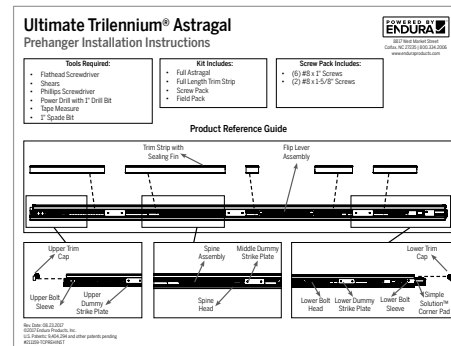 Ultimate Trilennium® Astragal
Prehanger Installation Instructions
POWERED BY
ENDURA
8817 West Market Street
Colfax, NC 27235 | 800.334.2006
www.enduraproducts.com
Tools Required:
• Flathead Screwdriver
• Shears
• Phillips Screwdriver
• Power Drill with 1" Drill Bit
• Tape Measure
• 1" Spade Bit
Kit Includes:
• Full Astragal
• Full Length Trim Strip
• Screw Pack
• Field Pack
Screw Pack Includes:
• (6) #8 x 1" Screws
• (2) #8 x 1-5/8" Screws
Product Reference Guide
Trim Strip with
Sealing Fin
Flip Lever
Assembly
Upper Trim
Cap
Upper Bolt
Sleeve
Upper
Dummy
Strike Plate
Spine
Assembly
Middle Dummy
Strike Plate
Spine
Head
Lower Trim
Cap
Lower Bolt
Head
Lower Dummy
Strike Plate
Lower Bolt
Sleeve
Simple
Solution™
Corner Pad
Rev. Date: 08.23.2017
©2017 Endura Products, Inc.
U.S. Patents: 9,404,294 and other patents pending